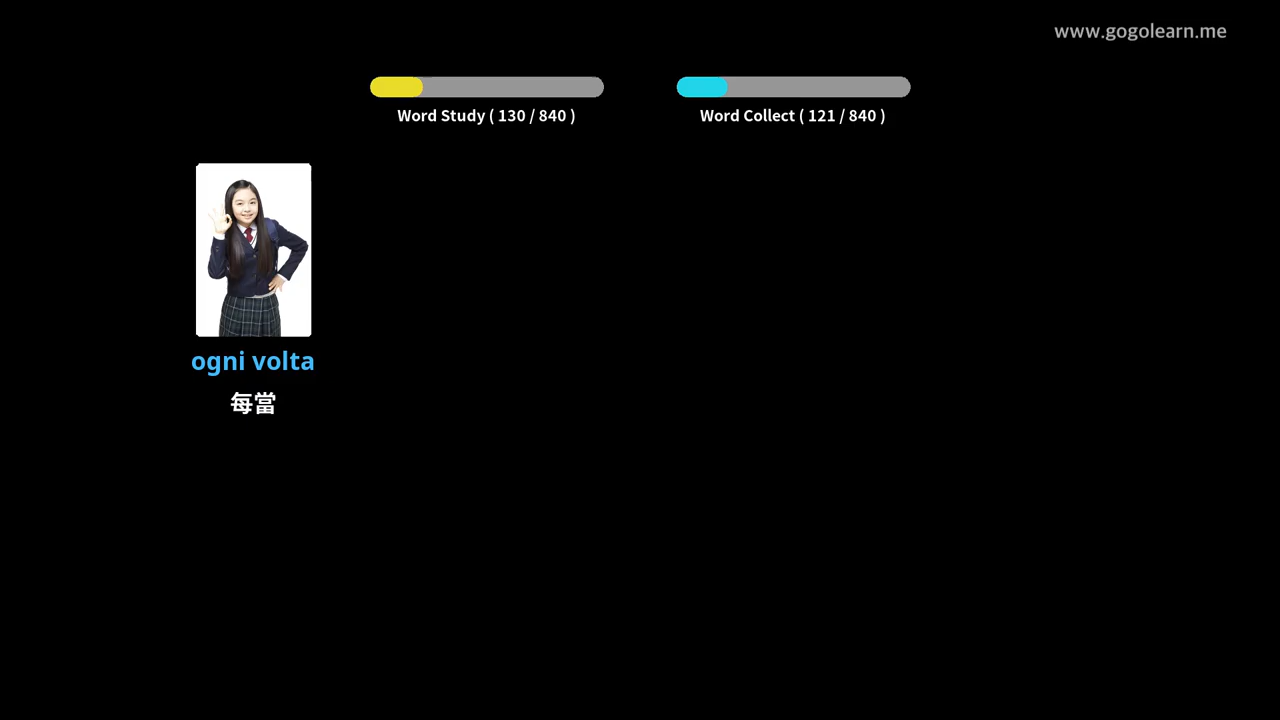 www.gogolearn.me
Word Study ( 130 / 840 )
Word Collect ( 121 / 840 )
ogni volta
每當